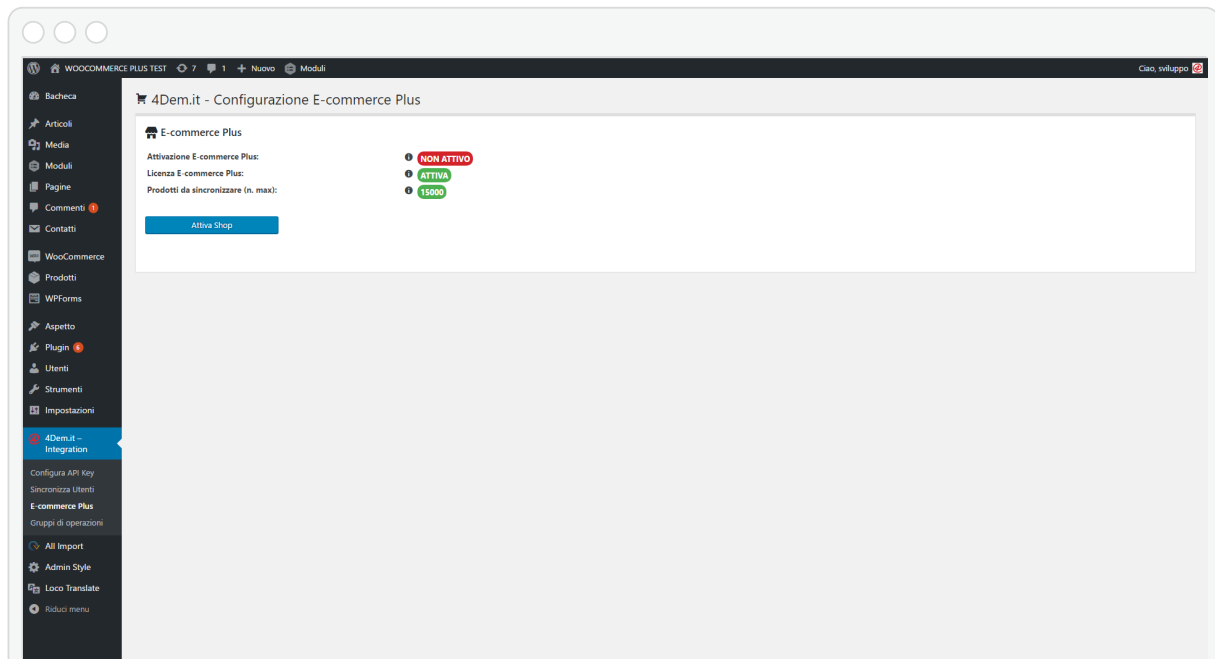 WOOCOMMERCE PLUS TEST 7 1 + Nuovo Moduli Ciao, sviluppo
Bacheca
Articoli
Media
Moduli
Pagine
Commenti 1
Contatti
WooCommerce
Prodotti
WPForms
Aspetto
Plugin 6
Utenti
Strumenti
Impostazioni
4Dem.it –
Integration
Configura API Key
Sincronizza Utenti
E-commerce Plus
Gruppi di operazioni
All Import
Admin Style
Loco Translate
Riduci menu
4Dem.it - Configurazione E-commerce Plus
E-commerce Plus
Attivazione E-commerce Plus: NON ATTIVO
Licenza E-commerce Plus: ATTIVA
Prodotti da sincronizzare (n. max): 15000
Attiva Shop